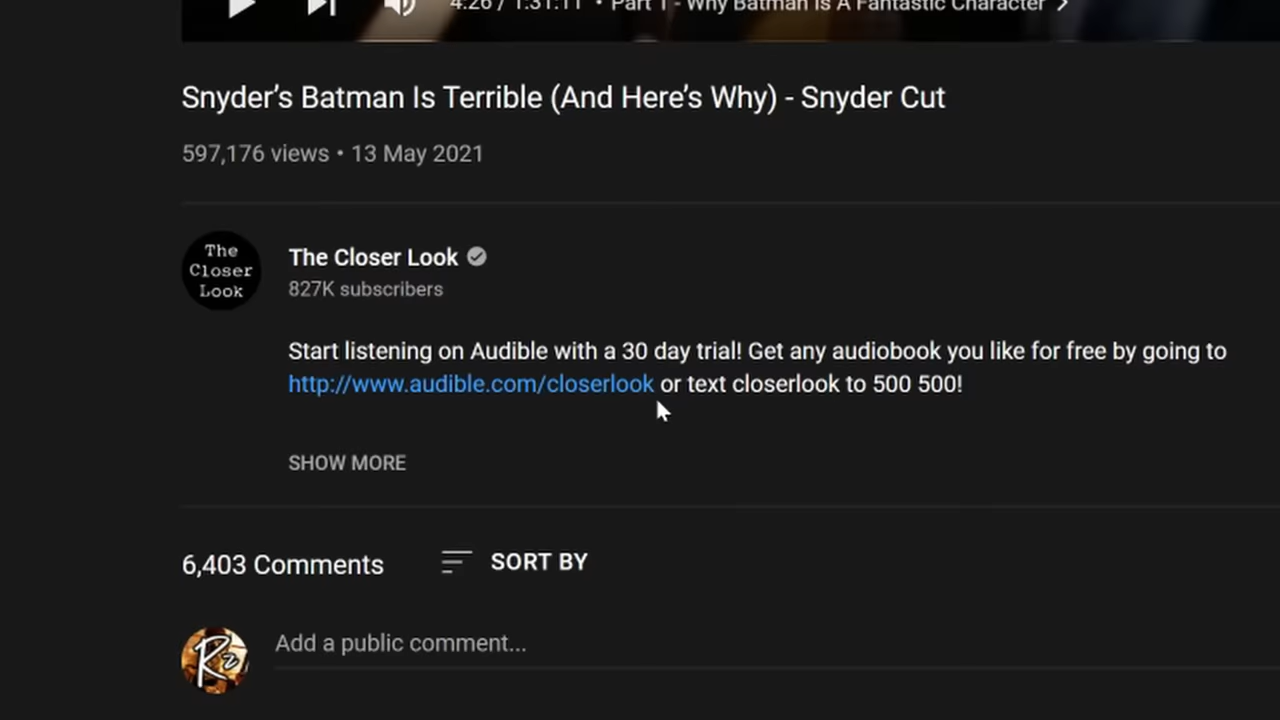 4:26 / 1:31:11 • Part 1 - Why Batman Is A Fantastic Character
Snyder’s Batman Is Terrible (And Here’s Why) - Snyder Cut
597,176 views • 13 May 2021
The
Closer
Look
The Closer Look
827K subscribers
Start listening on Audible with a 30 day trial! Get any audiobook you like for free by going to
http://www.audible.com/closerlook or text closerlook to 500 500!
SHOW MORE
6,403 Comments
SORT BY
Rz
Add a public comment...